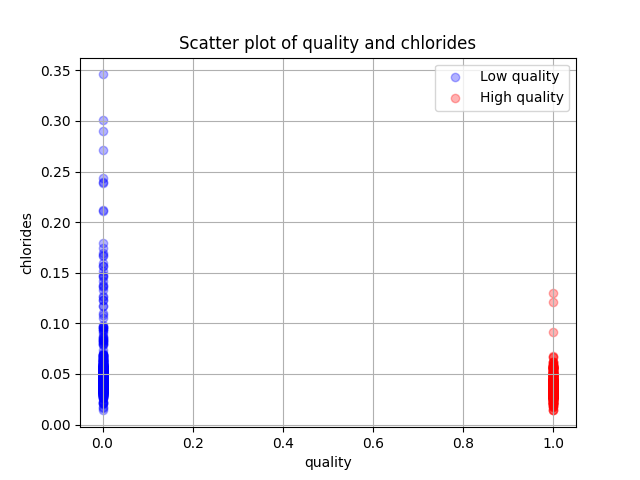 Scatter plot of quality and chlorides
Low quality
High quality
chlorides
0.35
0.30
0.25
0.20
0.15
0.10
0.05
0.00
0.0 0.2 0.4 0.6 0.8 1.0
quality